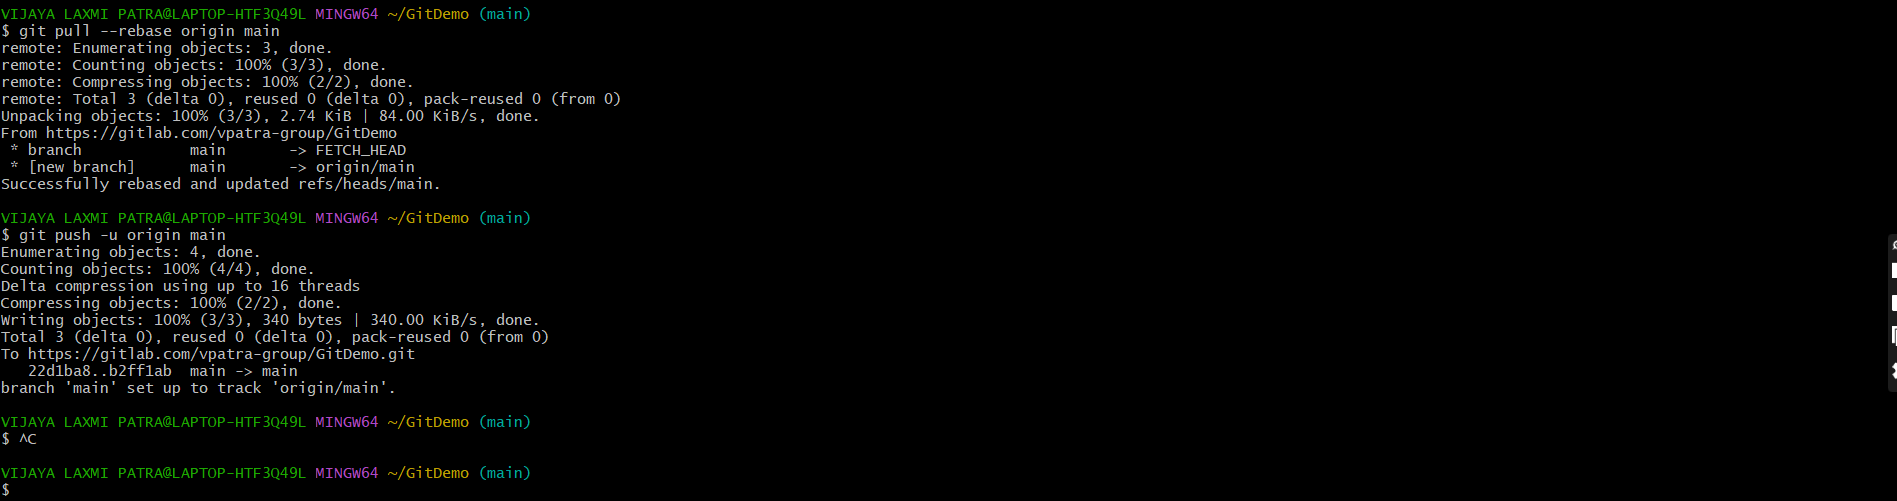 VIJAYA LAXMI PATRA@LAPTOP-HTF3Q49L MINGW64 ~/GitDemo (main)
$ git pull --rebase origin main
remote: Enumerating objects: 3, done.
remote: Counting objects: 100% (3/3), done.
remote: Compressing objects: 100% (2/2), done.
remote: Total 3 (delta 0), reused 0 (delta 0), pack-reused 0 (from 0)
Unpacking objects: 100% (3/3), 2.74 KiB | 84.00 KiB/s, done.
From https://gitlab.com/vpatra-group/GitDemo
 * branch            main       -> FETCH_HEAD
 * [new branch]      main       -> origin/main
Successfully rebased and updated refs/heads/main.
VIJAYA LAXMI PATRA@LAPTOP-HTF3Q49L MINGW64 ~/GitDemo (main)
$ git push -u origin main
Enumerating objects: 4, done.
Counting objects: 100% (4/4), done.
Delta compression using up to 16 threads
Compressing objects: 100% (2/2), done.
Writing objects: 100% (3/3), 340 bytes | 340.00 KiB/s, done.
Total 3 (delta 0), reused 0 (delta 0), pack-reused 0 (from 0)
To https://gitlab.com/vpatra-group/GitDemo.git
   22d1ba8..b2ff1ab  main -> main
branch 'main' set up to track 'origin/main'.
VIJAYA LAXMI PATRA@LAPTOP-HTF3Q49L MINGW64 ~/GitDemo (main)
$ ^C
VIJAYA LAXMI PATRA@LAPTOP-HTF3Q49L MINGW64 ~/GitDemo (main)
$